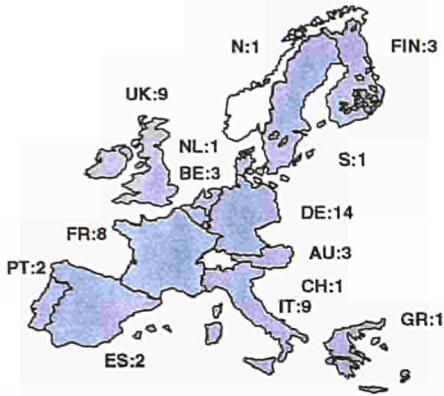 N:1
FIN:3
UK:9
NL:1
BE:3
S:1
DE:14
FR:8
AU:3
PT:2
CH:1
IT:9
GR:1
ES:2